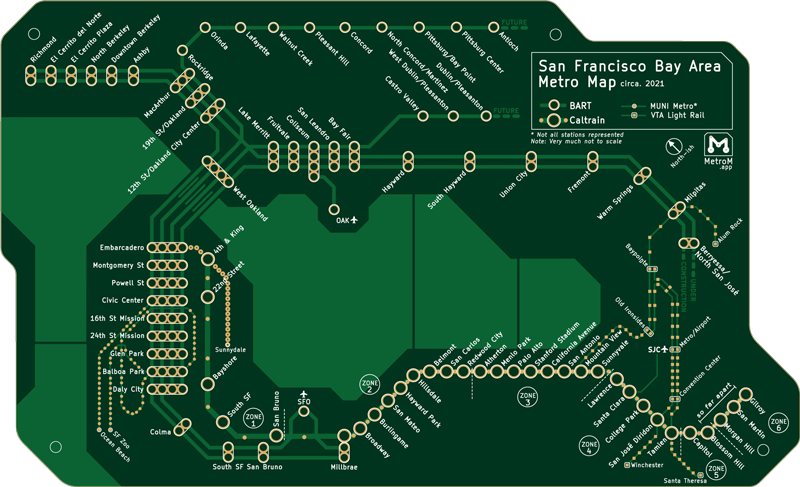 San Francisco Bay Area
Metro Map circa. 2021
BART
Caltrain
MUNI Metro*
VTA Light Rail
* Not all stations represented
Note: Very much not to scale
North-ish
MetroM
.app
Richmond
El Cerrito del Norte
El Cerrito Plaza
North Berkeley
Downtown Berkeley
Ashby
MacArthur
19th St/Oakland
12th St/Oakland City Center
Rockridge
Orinda
Lafayette
Walnut Creek
Pleasant Hill
Concord
North Concord/Martinez
Pittsburg/Bay Point
Pittsburg Center
Antioch
FUTURE
Castro Valley
West Dublin/Pleasanton
Dublin/Pleasanton
FUTURE
Lake Merritt
Fruitvale
Coliseum
San Leandro
Bay Fair
OAK
Hayward
South Hayward
Union City
Fremont
Warm Springs
Milpitas
Berryessa/
North San José
UNDER
CONSTRUCTION
West Oakland
Embarcadero
Montgomery St
Powell St
Civic Center
16th St Mission
24th St Mission
Glen Park
Balboa Park
Daly City
Colma
South SF
San Bruno
SFO
Millbrae
SF Zoo
Ocean Beach
Sunnydale
4th & King
22nd Street
Bayshore
South SF
San Bruno
ZONE
1
Broadway
Burlingame
San Mateo
Hayward Park
Hillsdale
Belmont
San Carlos
Redwood City
ZONE
2
Atherton
Menlo Park
Palo Alto
Stanford Stadium
California Avenue
San Antonio
Mountain View
Sunnyvale
ZONE
3
Lawrence
Santa Clara
College Park
San José Diridon
Tamien
ZONE
4
Capitol
Blossom Hill
Morgan Hill
San Martin
Gilroy
so far apart
ZONE
5
ZONE
6
Alum Rock
Baypointe
Old Ironsides
Metro/Airport
SJC
Convention Center
Winchester
Santa Theresa